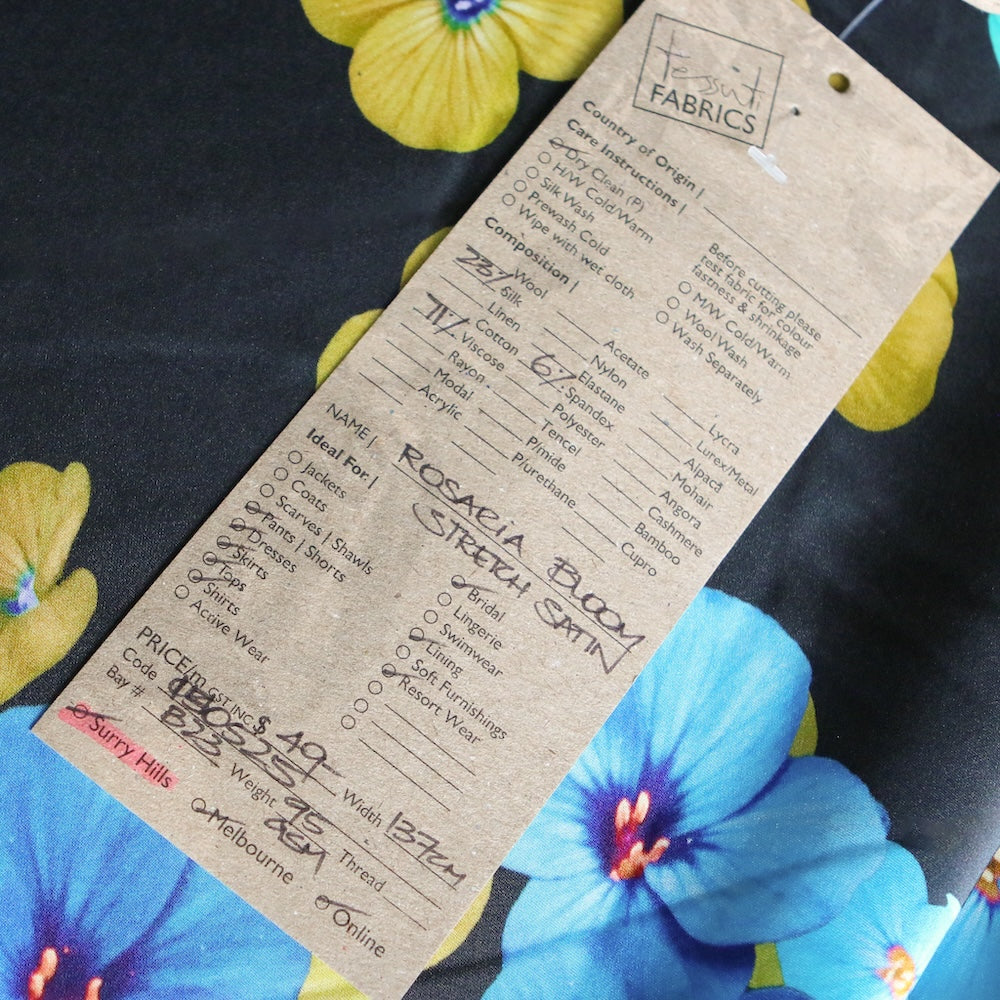 tessuti
FABRICS
Country of Origin |
Care Instructions |
Dry Clean (P)
H/W Cold/Warm
Silk Wash
Prewash Cold
Wipe with wet cloth
Before cutting please
test fabric for colour
fastness & shrinkage
M/W Cold/Warm
Wool Wash
Wash Separately
Composition |
Wool
23% Silk
Linen
Cotton
71% Viscose
Rayon
Modal
Acrylic
Acetate
Nylon
6% Elastane
Spandex
Polyester
Tencel
P/mide
P/urethane
Lycra
Lurex/Metal
Alpaca
Mohair
Angora
Cashmere
Bamboo
Cupro
NAME | ROSARIA BLOOM
STRETCH SATIN
Ideal For |
Jackets
Coats
Scarves | Shawls
Pants | Shorts
Dresses
Skirts
Tops
Shirts
Active Wear
Bridal
Lingerie
Swimwear
Lining
Soft Furnishings
Resort Wear
PRICE/m GST INC. $ 49-
Code
Bay # B23
Width 137cm
Weight 95
GSM
Thread
Surry Hills
Melbourne
Online